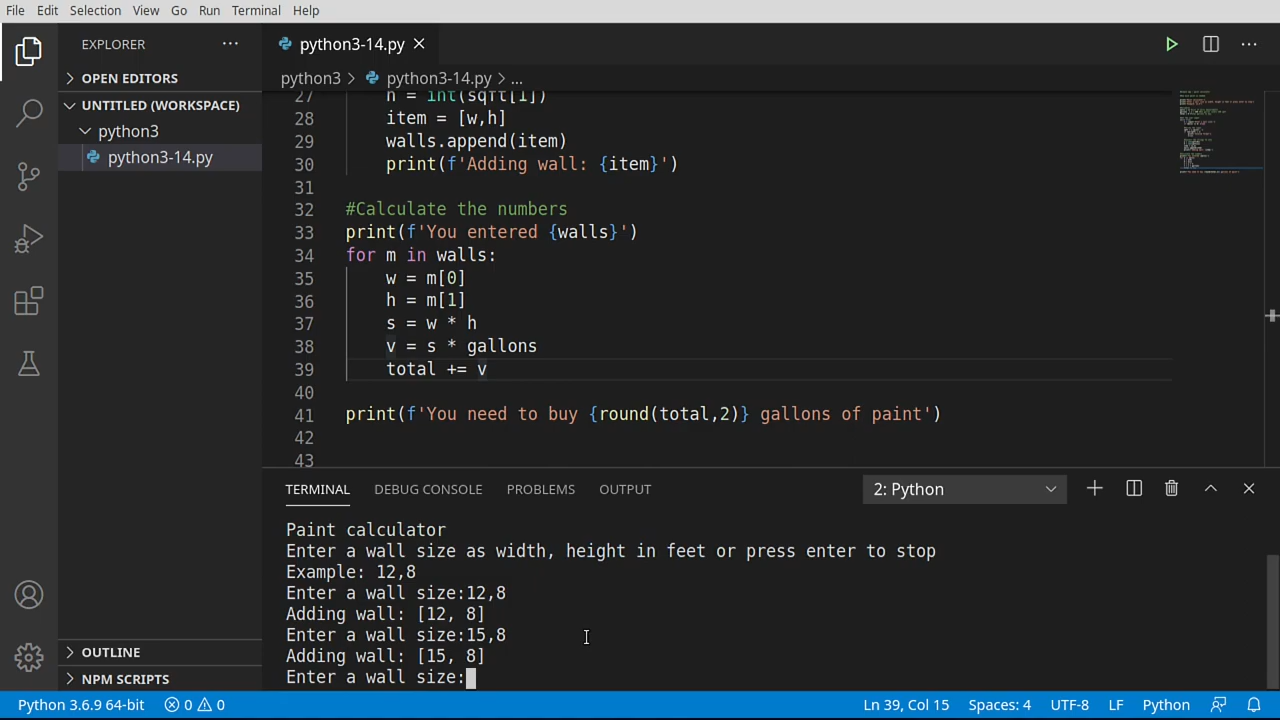 File Edit Selection View Go Run Terminal Help
EXPLORER ···
python3-14.py
OPEN EDITORS
python3 > python3-14.py > ...
UNTITLED (WORKSPACE)
python3
python3-14.py
27 h = int(sqft[1])
28 item = [w,h]
29 walls.append(item)
30 print(f'Adding wall: {item}')
31
32 #Calculate the numbers
33 print(f'You entered {walls}')
34 for m in walls:
35 w = m[0]
36 h = m[1]
37 s = w * h
38 v = s * gallons
39 total += v
40
41 print(f'You need to buy {round(total,2)} gallons of paint')
42
43
TERMINAL DEBUG CONSOLE PROBLEMS OUTPUT 2: Python
Paint calculator
Enter a wall size as width, height in feet or press enter to stop
Example: 12,8
Enter a wall size:12,8
Adding wall: [12, 8]
Enter a wall size:15,8
Adding wall: [15, 8]
Enter a wall size:
OUTLINE
NPM SCRIPTS
Python 3.6.9 64-bit 0 0 Ln 39, Col 15 Spaces: 4 UTF-8 LF Python